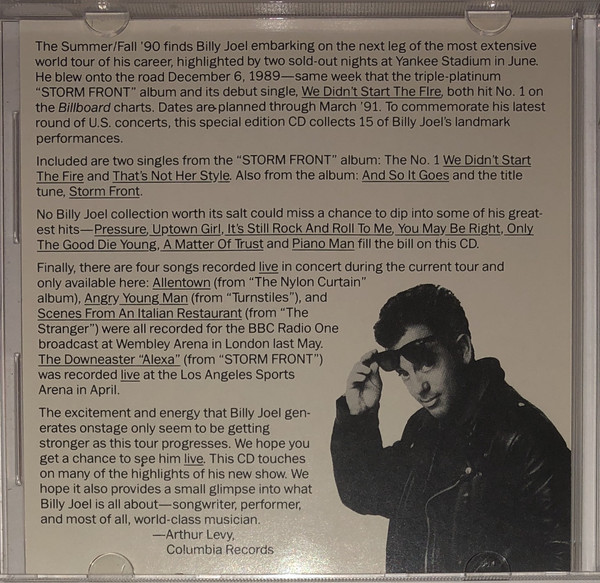 The Summer/Fall '90 finds Billy Joel embarking on the next leg of the most extensive
world tour of his career, highlighted by two sold-out nights at Yankee Stadium in June.
He blew onto the road December 6, 1989—same week that the triple-platinum
"STORM FRONT" album and its debut single, We Didn't Start The FIre, both hit No. 1 on
the Billboard charts. Dates are planned through March '91. To commemorate his latest
round of U.S. concerts, this special edition CD collects 15 of Billy Joel's landmark
performances.
Included are two singles from the "STORM FRONT" album: The No. 1 We Didn't Start
The Fire and That's Not Her Style. Also from the album: And So It Goes and the title
tune, Storm Front.
No Billy Joel collection worth its salt could miss a chance to dip into some of his great-
est hits—Pressure, Uptown Girl, It's Still Rock And Roll To Me, You May Be Right, Only
The Good Die Young, A Matter Of Trust and Piano Man fill the bill on this CD.
Finally, there are four songs recorded live in concert during the current tour and
only available here: Allentown (from "The Nylon Curtain"
album), Angry Young Man (from "Turnstiles"), and
Scenes From An Italian Restaurant (from "The
Stranger") were all recorded for the BBC Radio One
broadcast at Wembley Arena in London last May.
The Downeaster "Alexa" (from "STORM FRONT")
was recorded live at the Los Angeles Sports
Arena in April.
The excitement and energy that Billy Joel gen-
erates onstage only seem to be getting
stronger as this tour progresses. We hope you
get a chance to see him live. This CD touches
on many of the highlights of his new show. We
hope it also provides a small glimpse into what
Billy Joel is all about—songwriter, performer,
and most of all, world-class musician.
—Arthur Levy,
Columbia Records